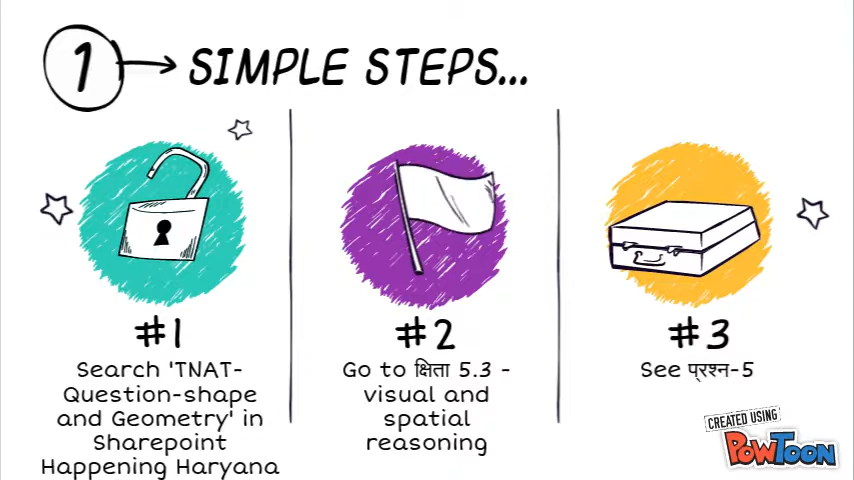 1 SIMPLE STEPS...
#1
Search 'TNAT-
Question-shape
and Geometry' in
Sharepoint
Happening Haryana
#2
Go to क्षिता 5.3 -
visual and
spatial
reasoning
#3
See प्रश्न-5
CREATED USING
POWTOON